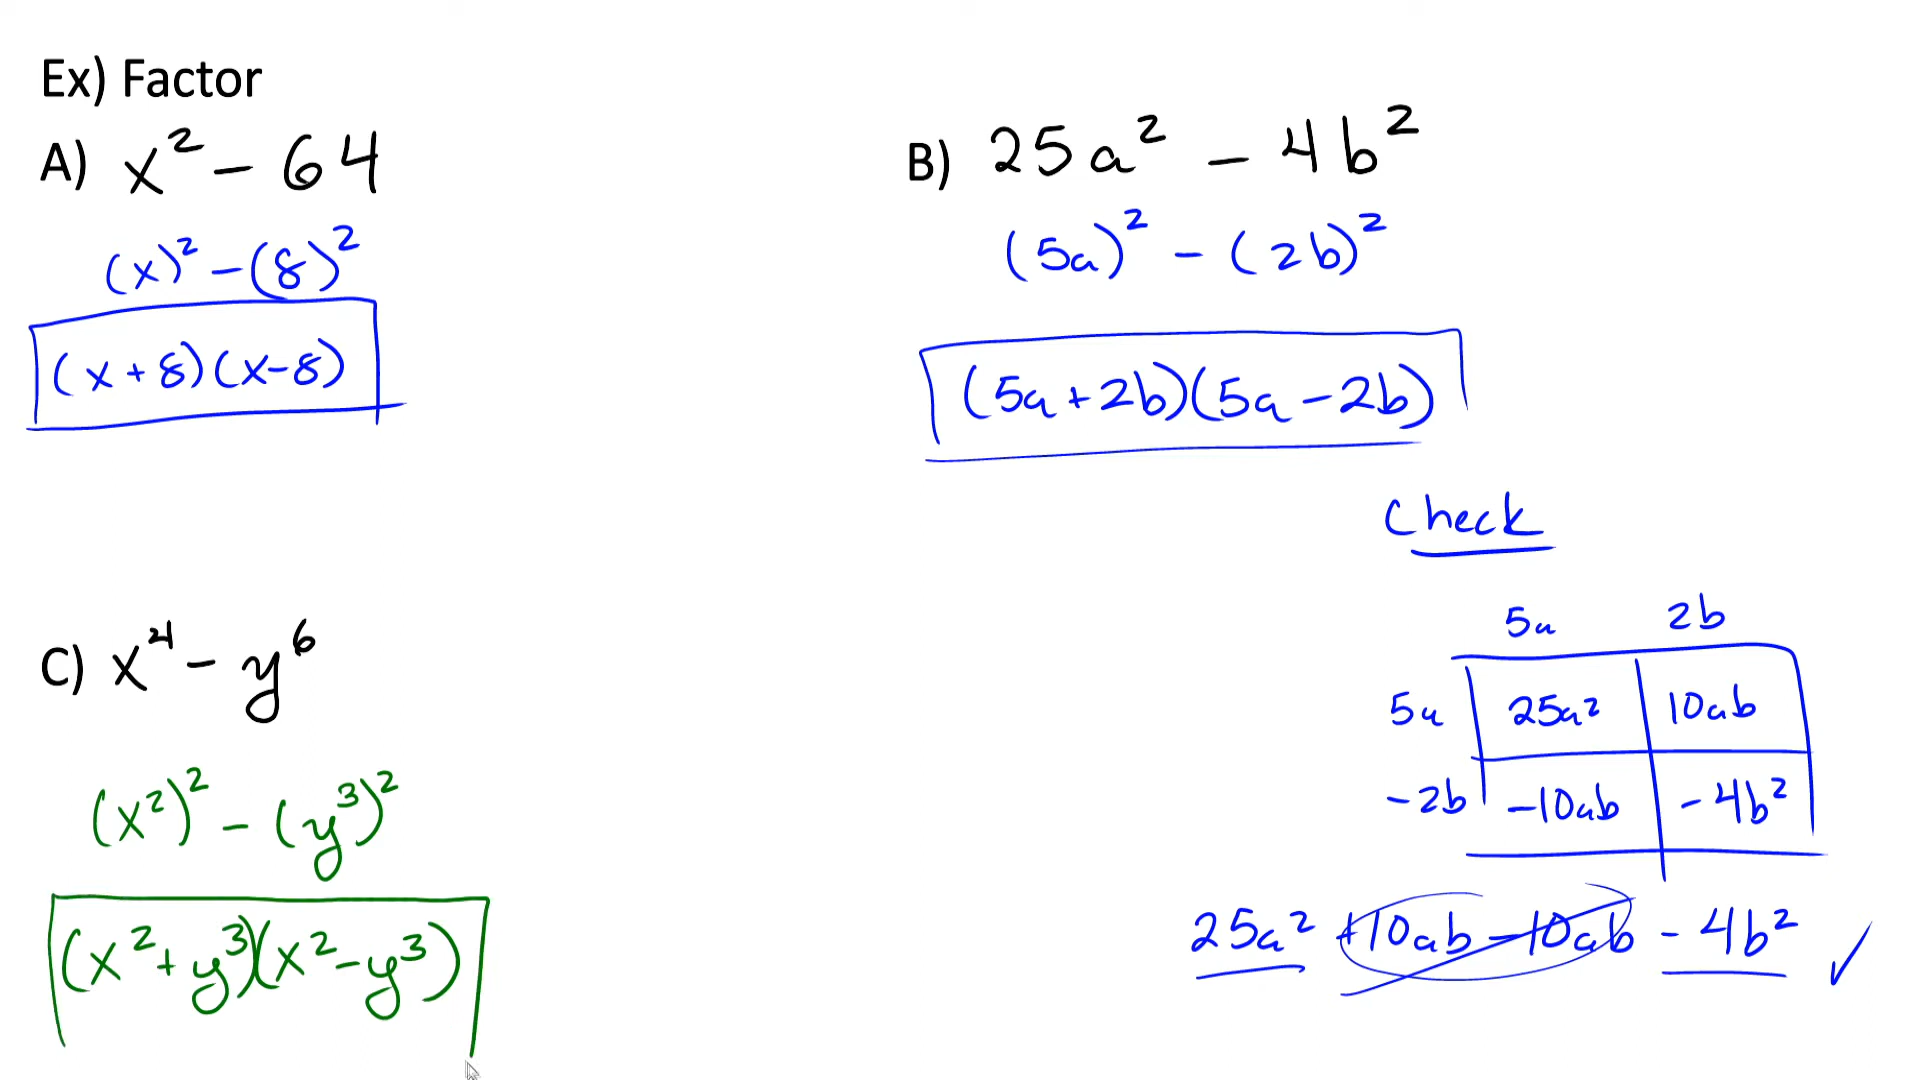 Ex) Factor
A) x² - 64
(x)² - (8)²
(x + 8)(x - 8)
B) 25a² - 4b²
(5a)² - (2b)²
(5a + 2b)(5a - 2b)
Check
5a 2b
5a 25a² 10ab
-2b -10ab -4b²
25a² +10ab -10ab - 4b² ✓
C) x⁴ - y⁶
(x²)² - (y³)²
(x² + y³)(x² - y³)